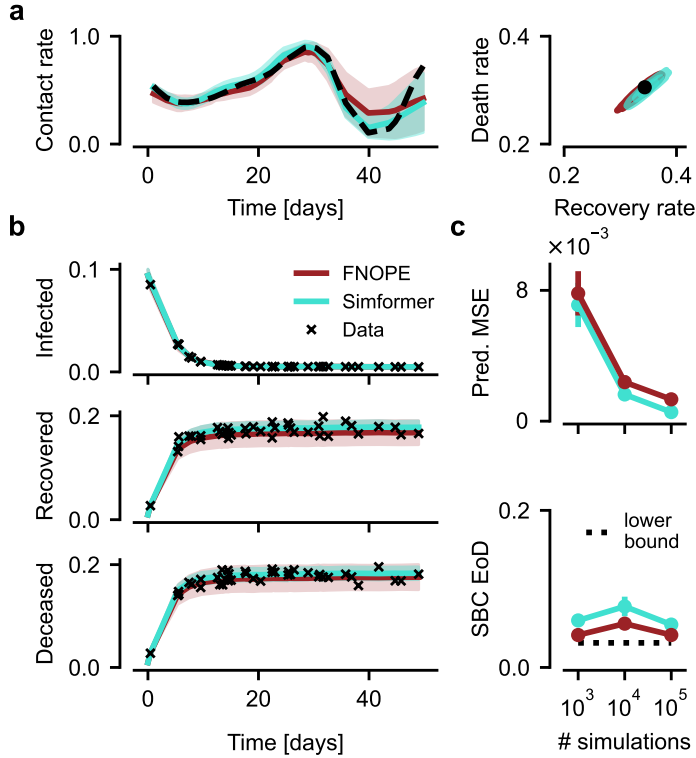 a
Contact rate
1.0
0.0
0
20
40
Time [days]
Death rate
0.4
0.2
0.2
0.4
Recovery rate
b
Infected
0.1
0.0
FNOPE
Simformer
Data
Recovered
0.2
0.0
Deceased
0.2
0.0
0
20
40
Time [days]
c
×10⁻³
Pred. MSE
8
0
SBC EoD
0.2
0.0
lower
bound
10³
10⁴
10⁵
# simulations